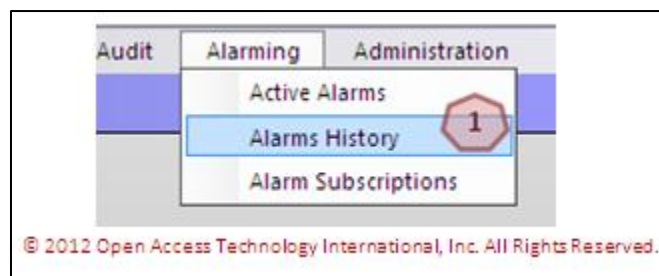 Audit Alarming Administration
Active Alarms
Alarms History 1
Alarm Subscriptions
© 2012 Open Access Technology International, Inc. All Rights Reserved.